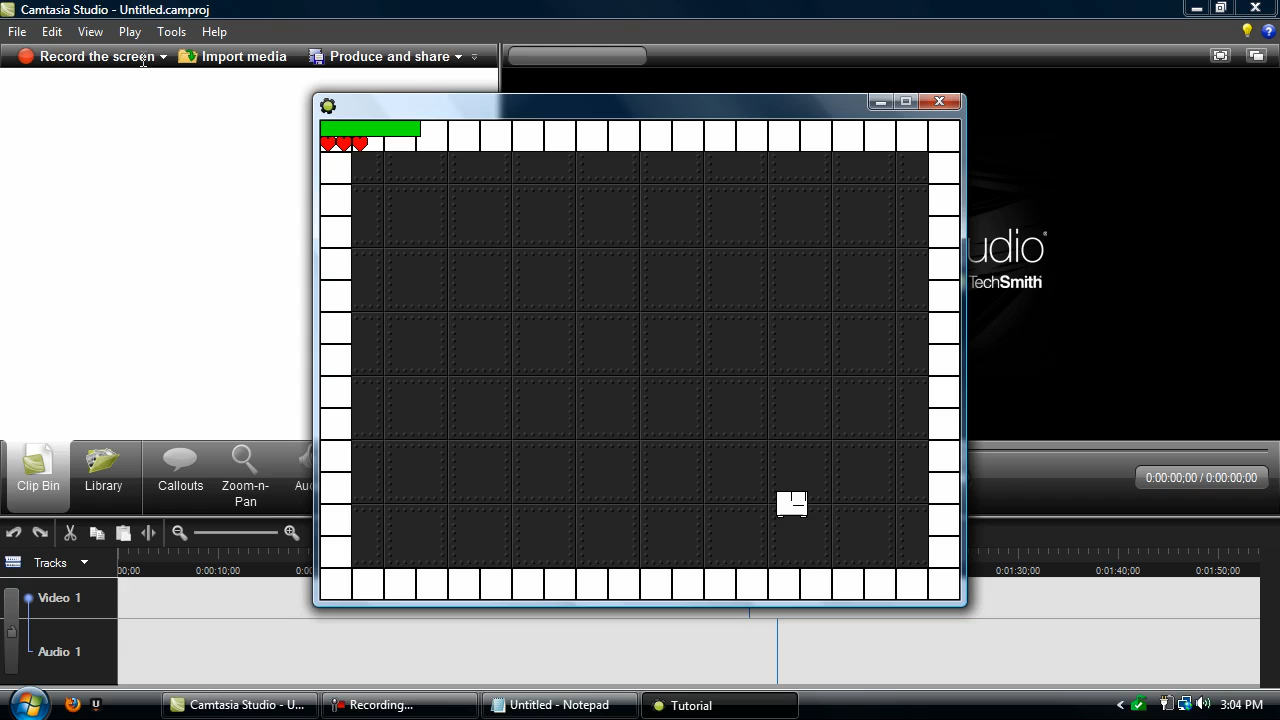 Camtasia Studio - Untitled.camproj
File Edit View Play Tools Help
Record the screen Import media Produce and share
udio
TechSmith
Clip Bin Library Callouts Zoom-n-Pan Au
0:00:00;00 / 0:00:00;00
Tracks
00;00 0:00:10;00 0:00 0:01:30;00 0:01:40;00 0:01:50;00
Video 1
Audio 1
Camtasia Studio - U... Recording... Untitled - Notepad Tutorial 3:04 PM